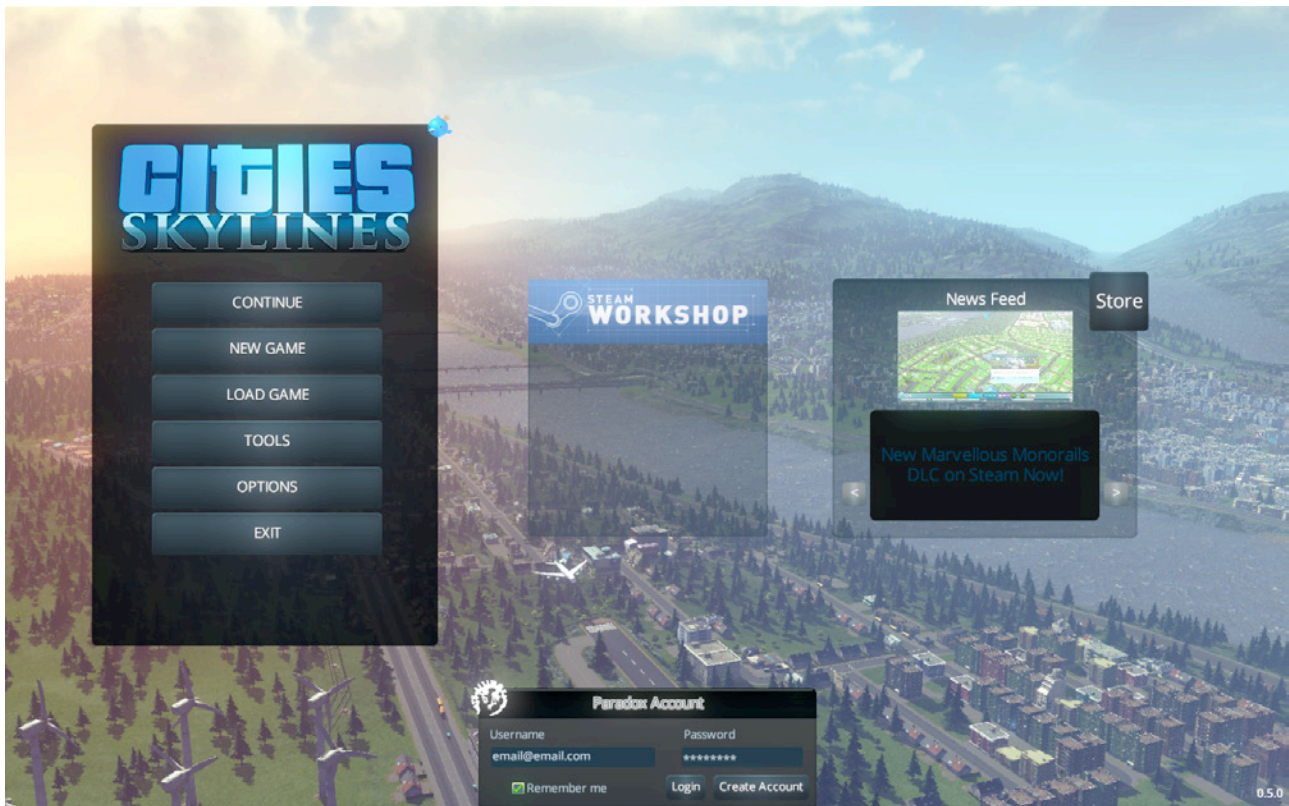 CITIES
SKYLINES
CONTINUE
NEW GAME
LOAD GAME
TOOLS
OPTIONS
EXIT
STEAM
WORKSHOP
News Feed
Store
New Marvellous Monorails
DLC on Steam Now!
<
>
Paradox Account
Username
Password
email@email.com
********
Remember me
Login
Create Account
0.5.0